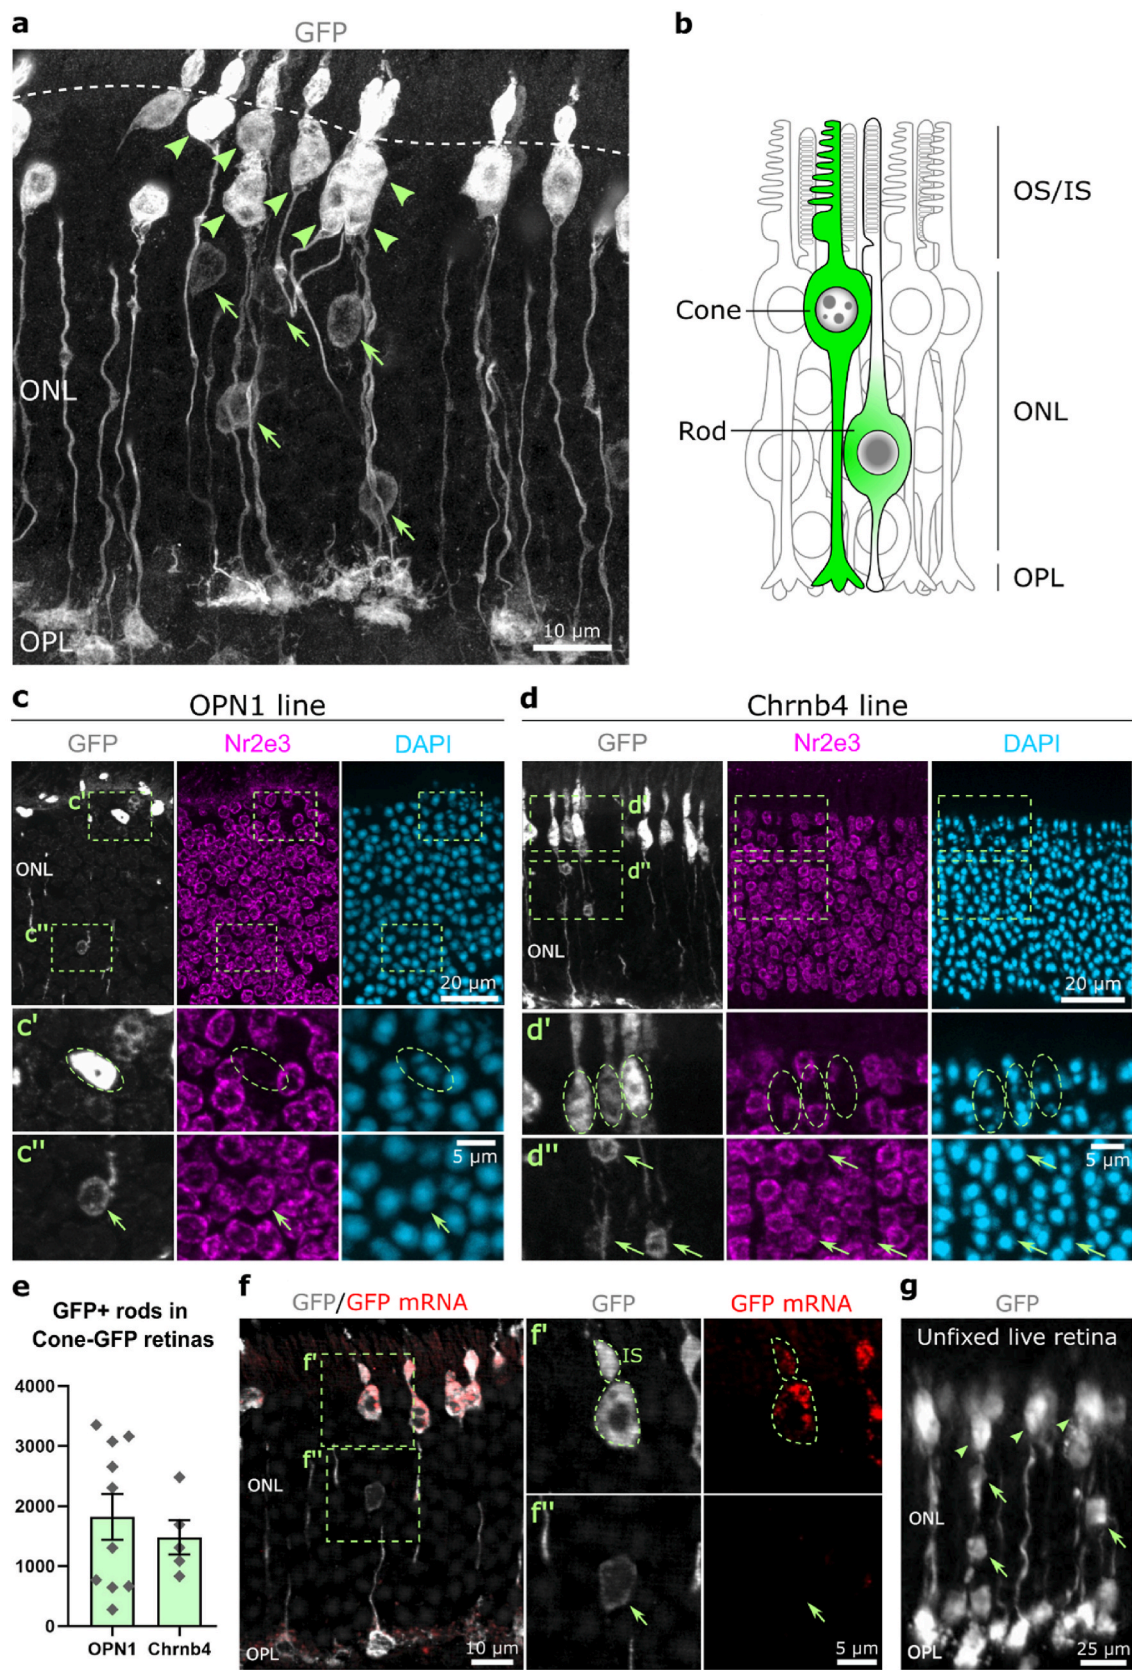 a
GFP
ONL
OPL
10 µm
b
OS/IS
Cone
ONL
Rod
OPL
c
OPN1 line
GFP
Nr2e3
DAPI
c'
ONL
c''
20 µm
c'
c''
5 µm
d
Chrnb4 line
GFP
Nr2e3
DAPI
d'
d''
ONL
20 µm
d'
d''
5 µm
e
GFP+ rods in
Cone-GFP retinas
4000
3000
2000
1000
0
OPN1 Chrnb4
f
GFP/GFP mRNA
GFP
GFP mRNA
f'
f''
ONL
OPL
10 µm
f'
IS
f''
5 µm
g
GFP
Unfixed live retina
ONL
OPL
25 µm